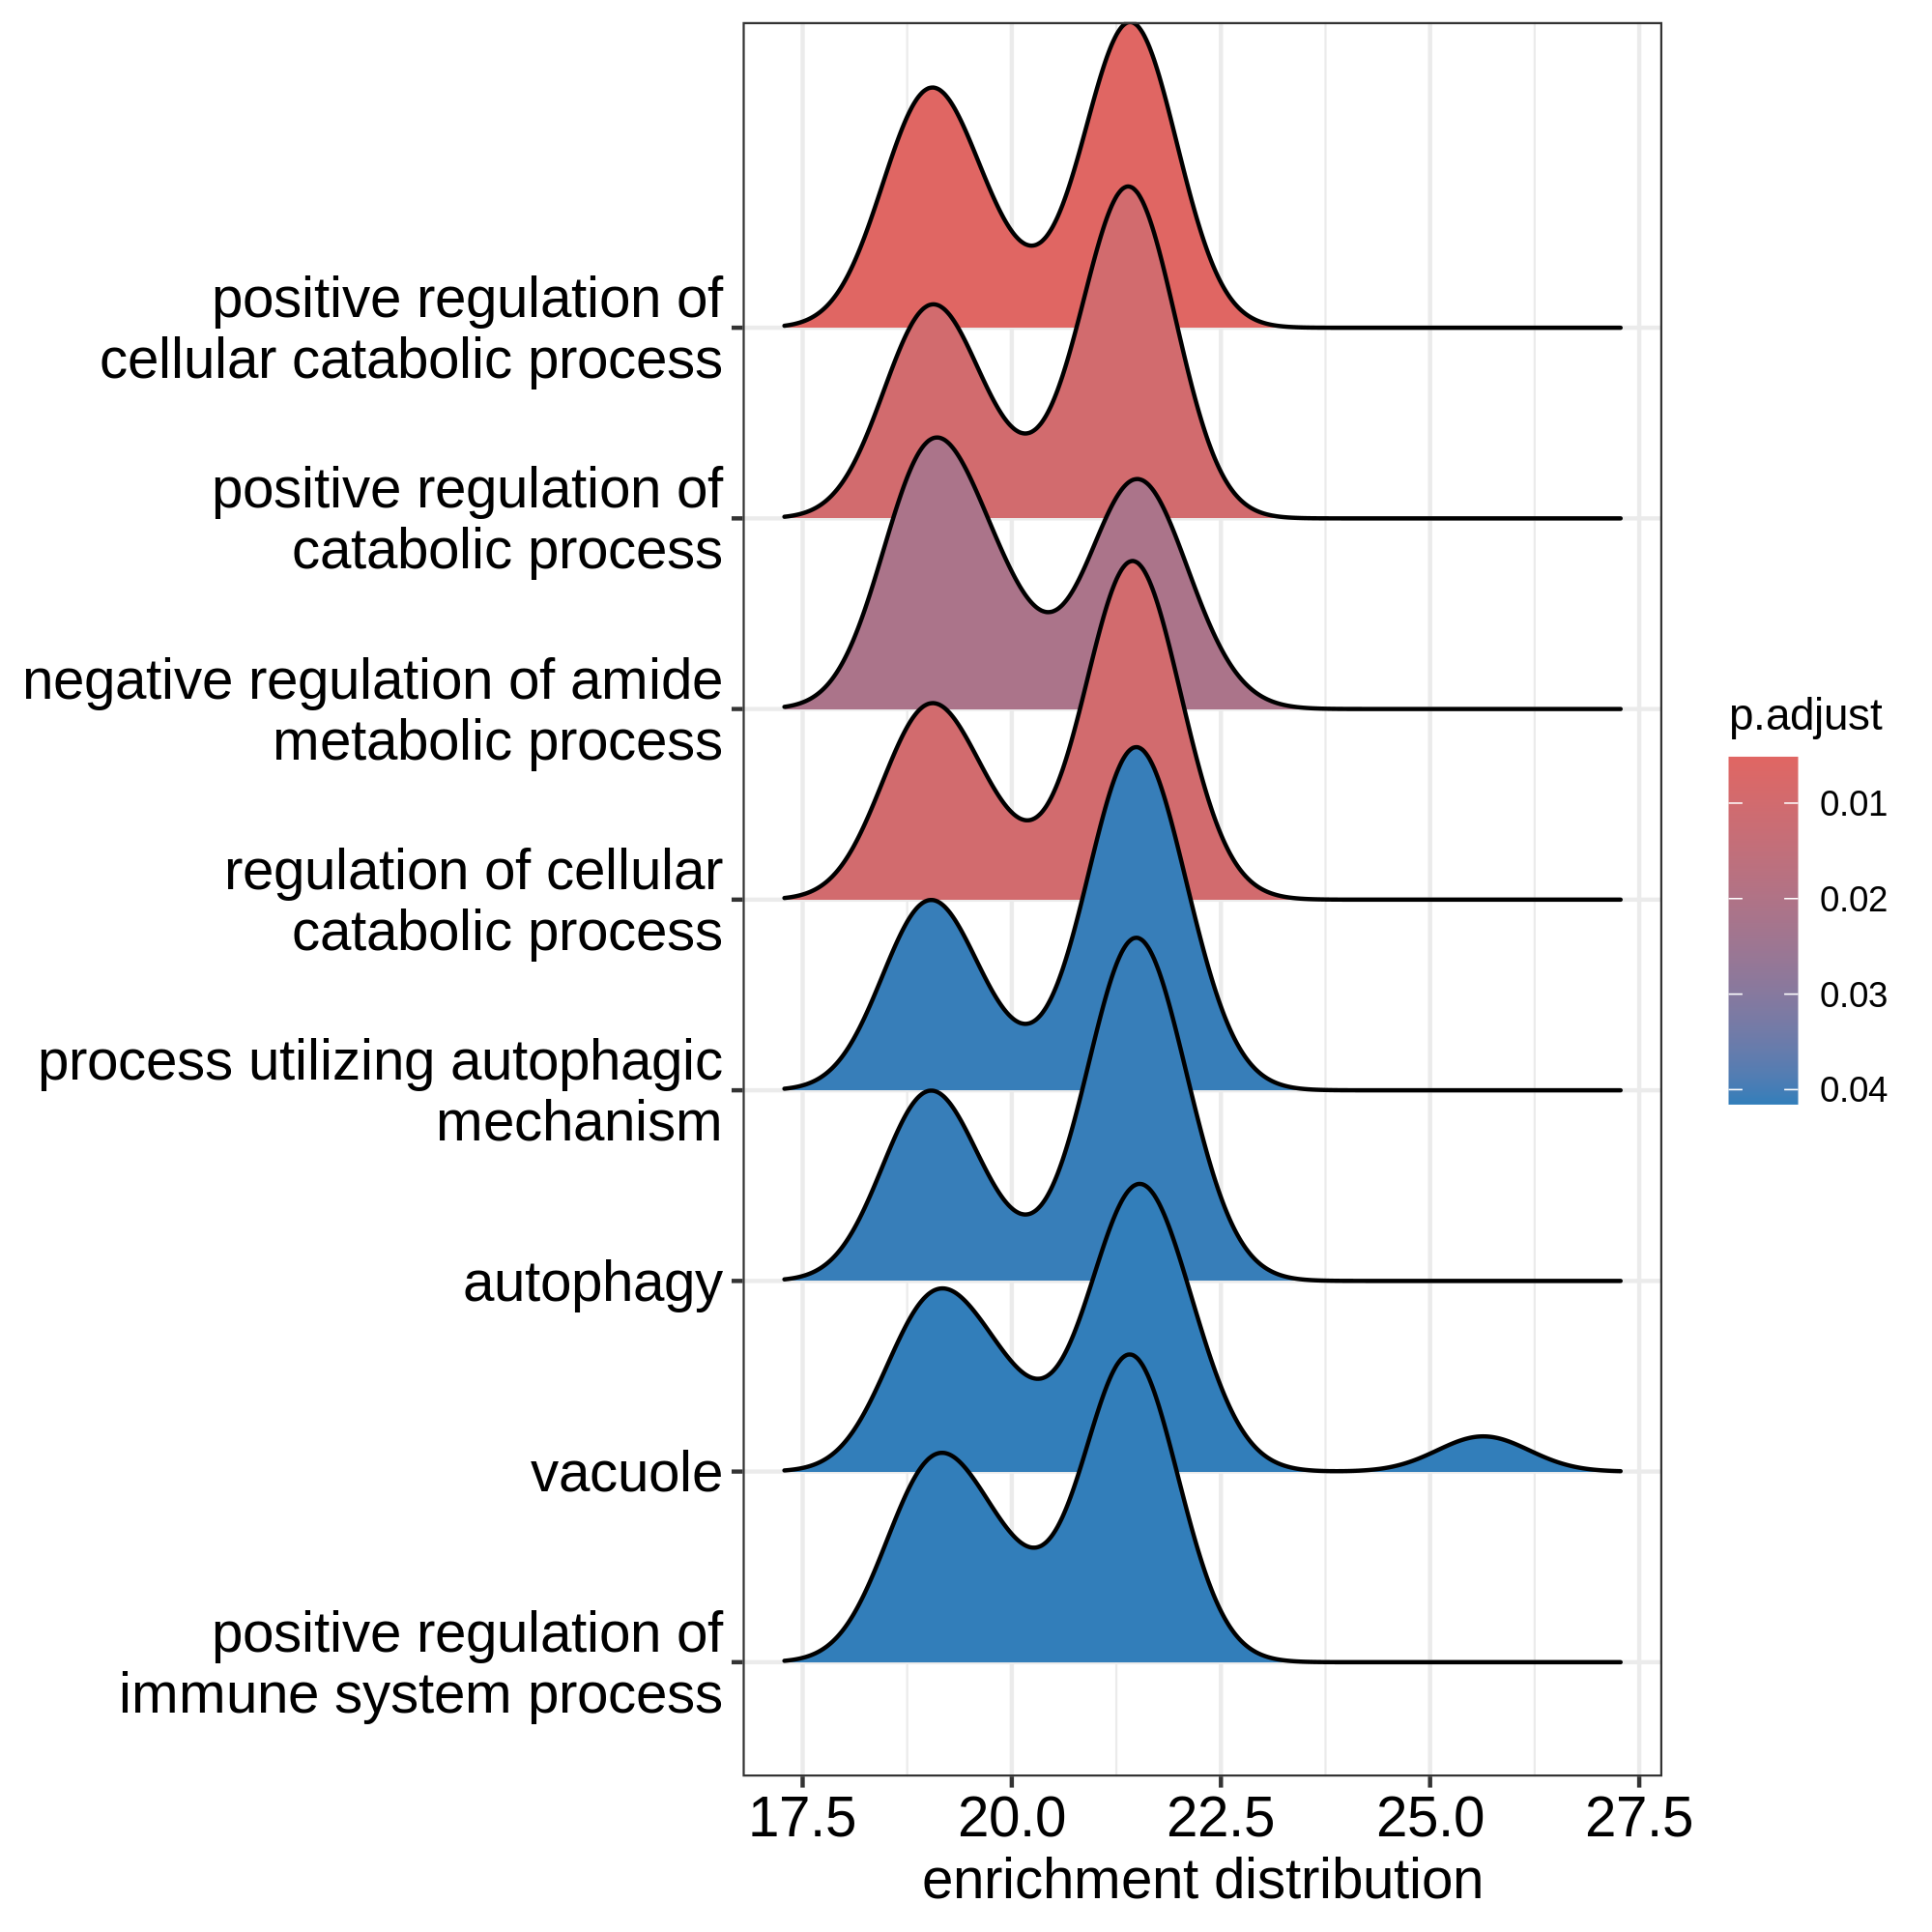 positive regulation of
cellular catabolic process
positive regulation of
catabolic process
negative regulation of amide
metabolic process
regulation of cellular
catabolic process
process utilizing autophagic
mechanism
autophagy
vacuole
positive regulation of
immune system process
17.5 20.0 22.5 25.0 27.5
enrichment distribution
p.adjust
0.01
0.02
0.03
0.04